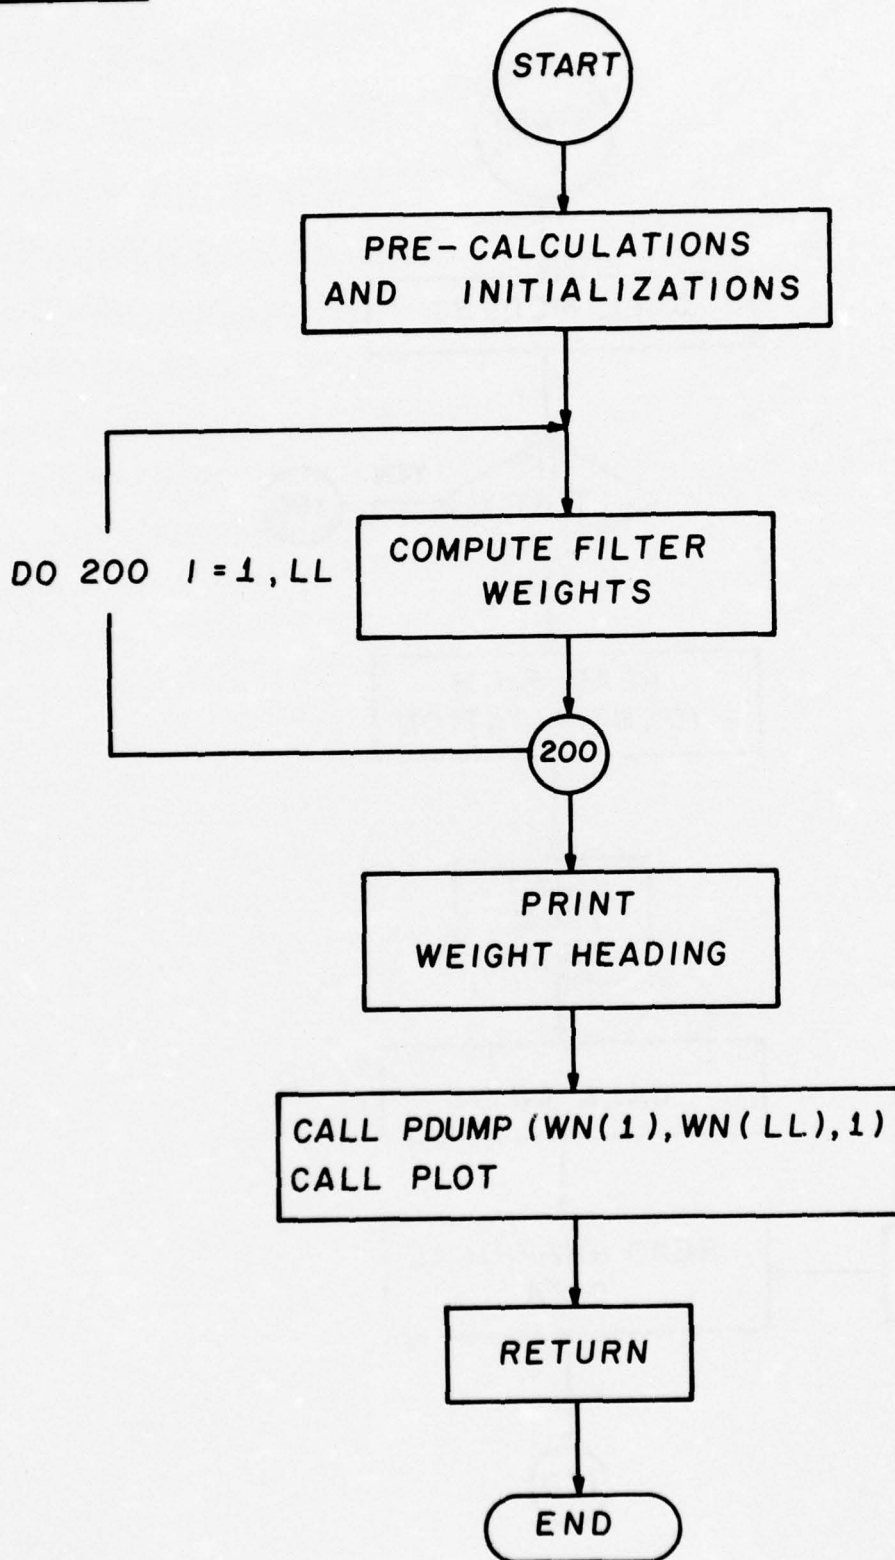 START
PRE-CALCULATIONS
AND INITIALIZATIONS
DO 200 I=1, LL
COMPUTE FILTER
WEIGHTS
200
PRINT
WEIGHT HEADING
CALL PDUMP (WN(1), WN(LL), 1)
CALL PLOT
RETURN
END